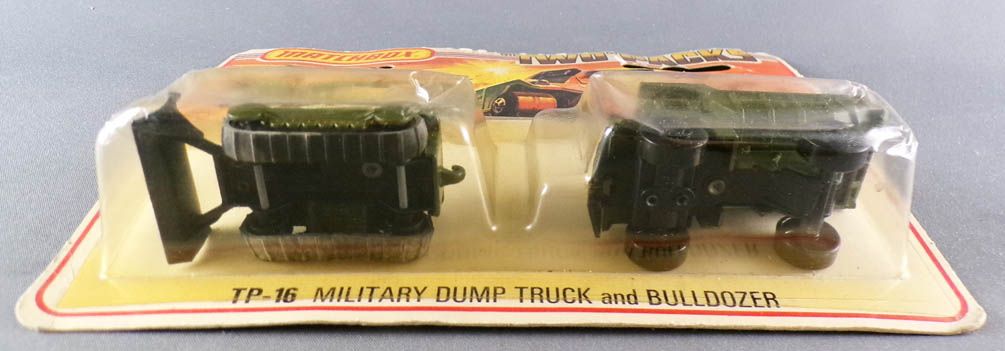 MATCHBOX
TWO PACKS
TP-16 MILITARY DUMP TRUCK and BULLDOZER